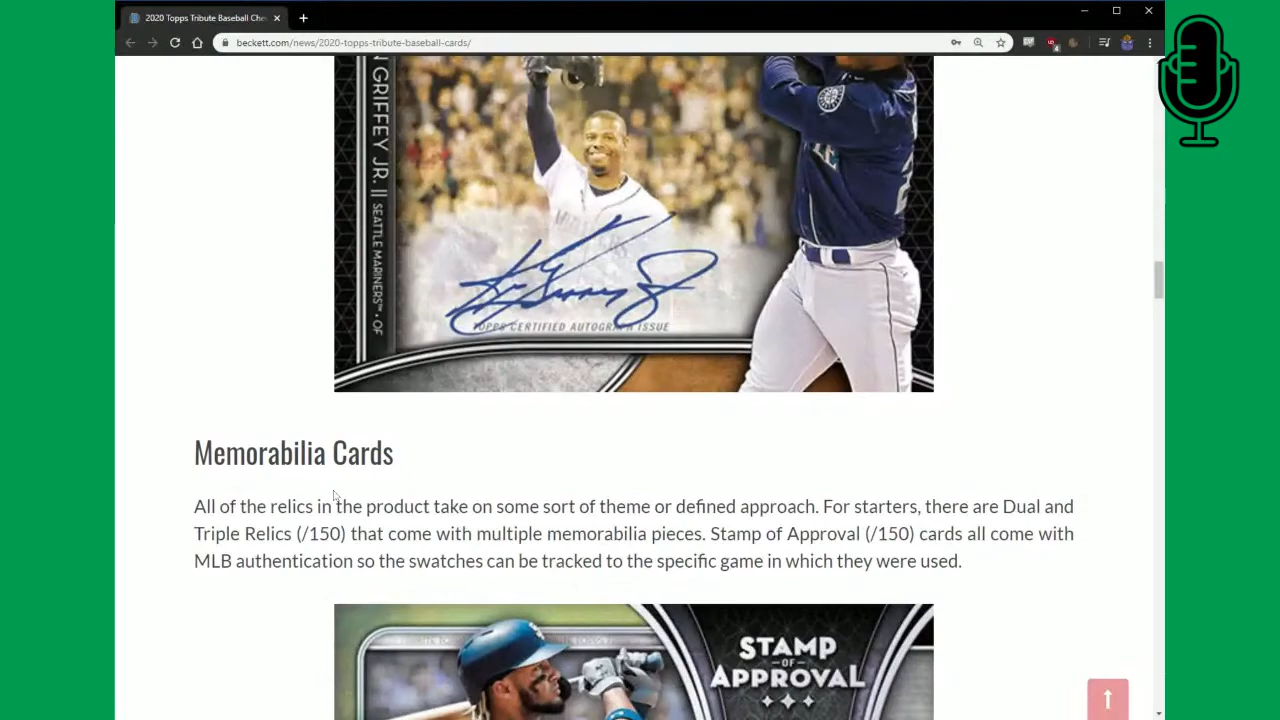 2020 Topps Tribute Baseball Che
beckett.com/news/2020-topps-tribute-baseball-cards/
GRIFFEY JR. || SEATTLE MARINERS™ • OF
TOPPS CERTIFIED AUTOGRAPH ISSUE
Memorabilia Cards
All of the relics in the product take on some sort of theme or defined approach. For starters, there are Dual and
Triple Relics (/150) that come with multiple memorabilia pieces. Stamp of Approval (/150) cards all come with
MLB authentication so the swatches can be tracked to the specific game in which they were used.
STAMP
OF
APPROVAL